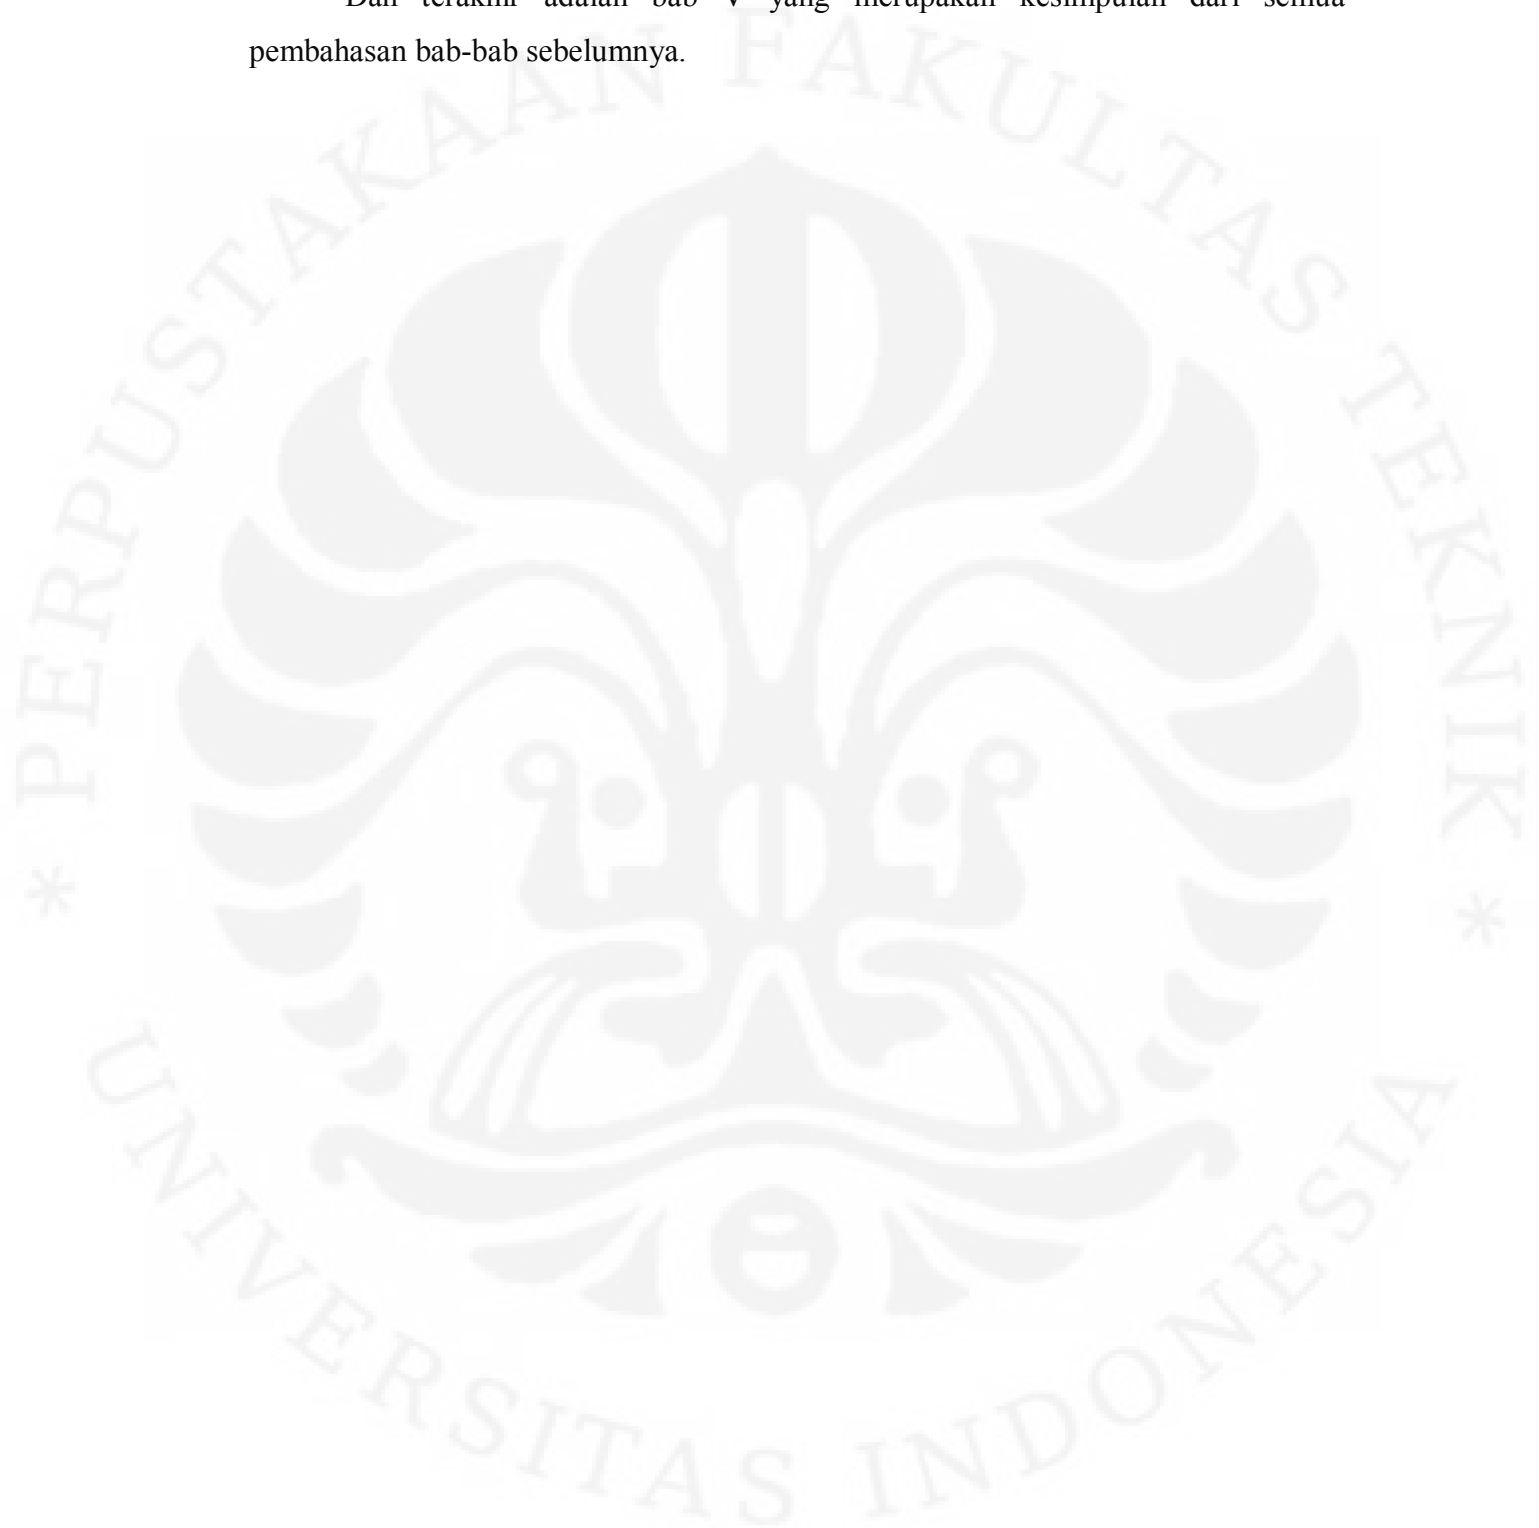 Dan terakhir adalah bab V yang merupakan kesimpulan dari semua
pembahasan bab-bab sebelumnya.
PERPUSTAKAAN FAKULTAS TEKNIK
* UNIVERSITAS INDONESIA *